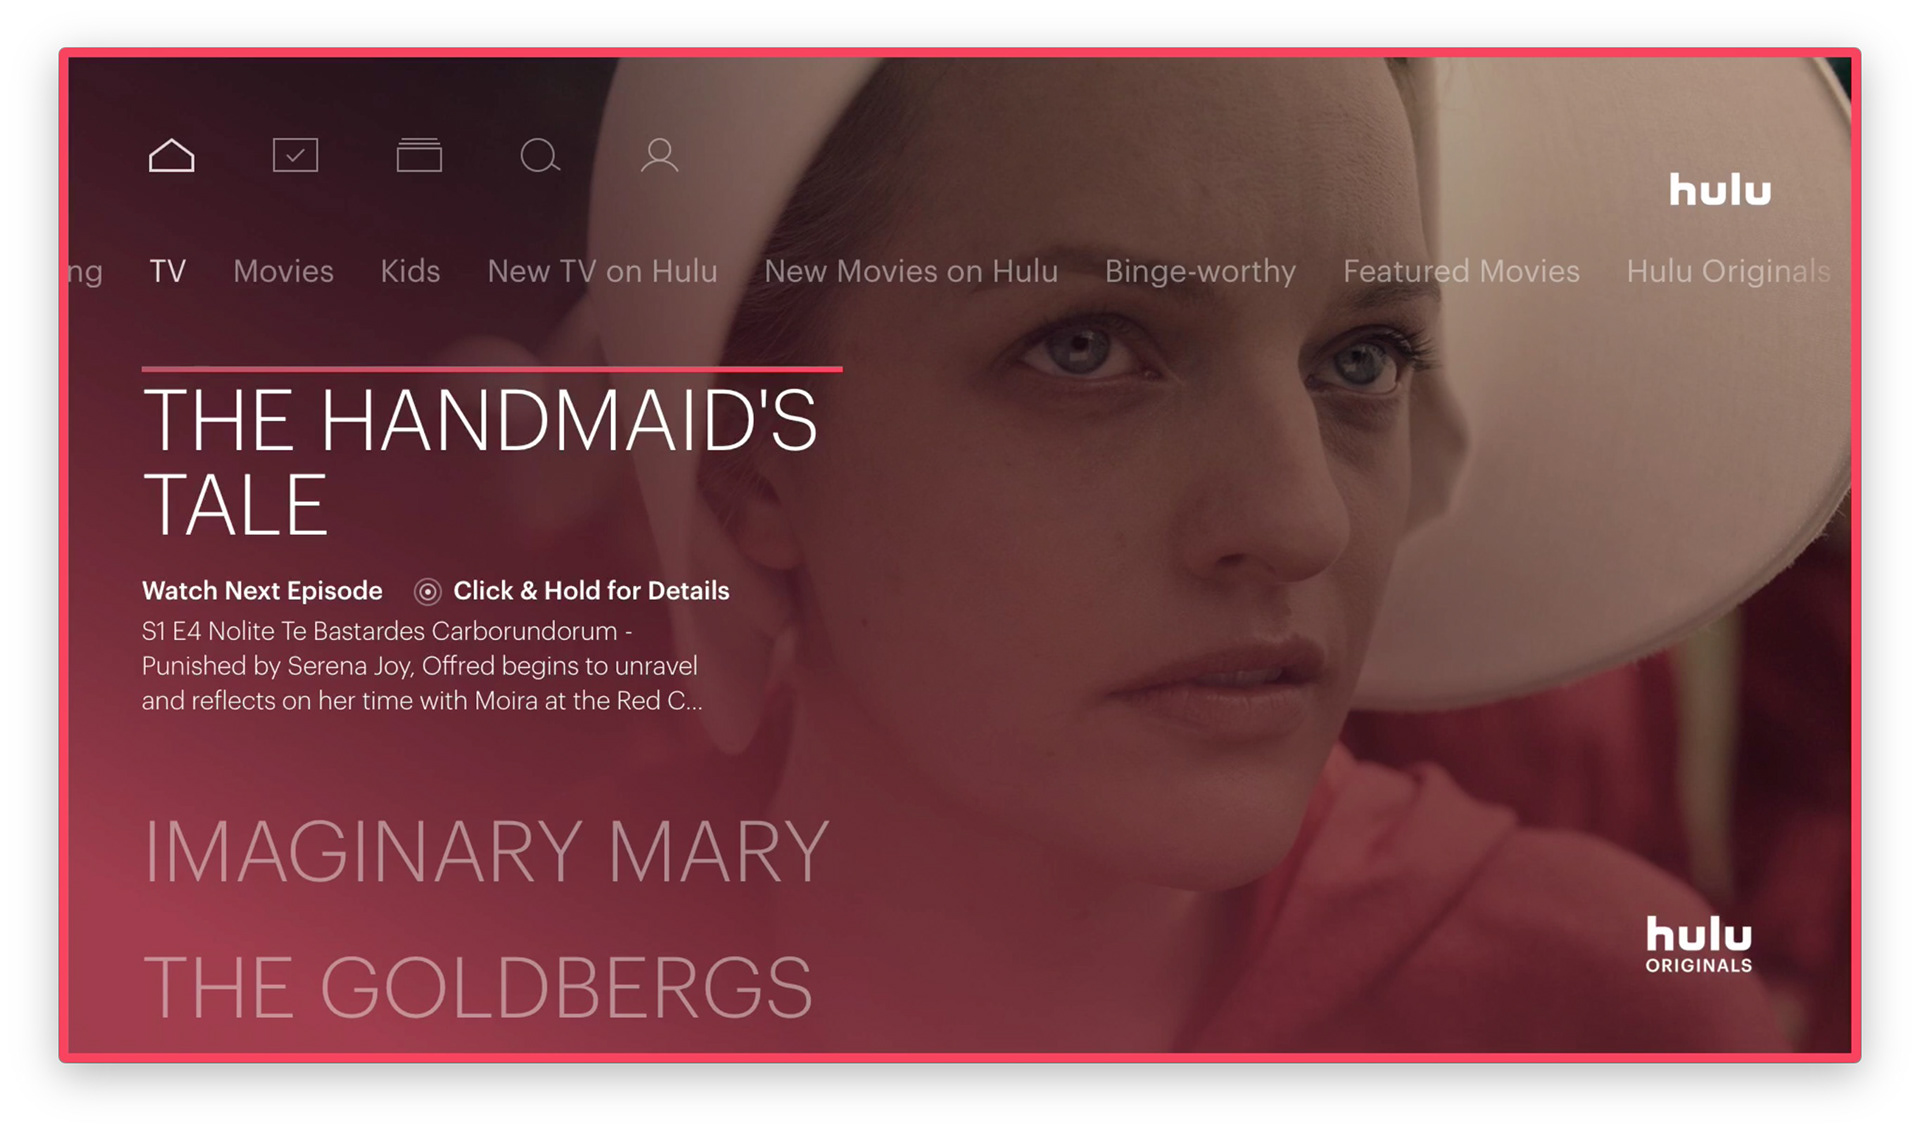 hulu
ng TV Movies Kids New TV on Hulu New Movies on Hulu Binge-worthy Featured Movies Hulu Originals
THE HANDMAID'S
TALE
Watch Next Episode Click & Hold for Details
S1 E4 Nolite Te Bastardes Carborundorum -
Punished by Serena Joy, Offred begins to unravel
and reflects on her time with Moira at the Red C...
IMAGINARY MARY
THE GOLDBERGS
hulu
ORIGINALS